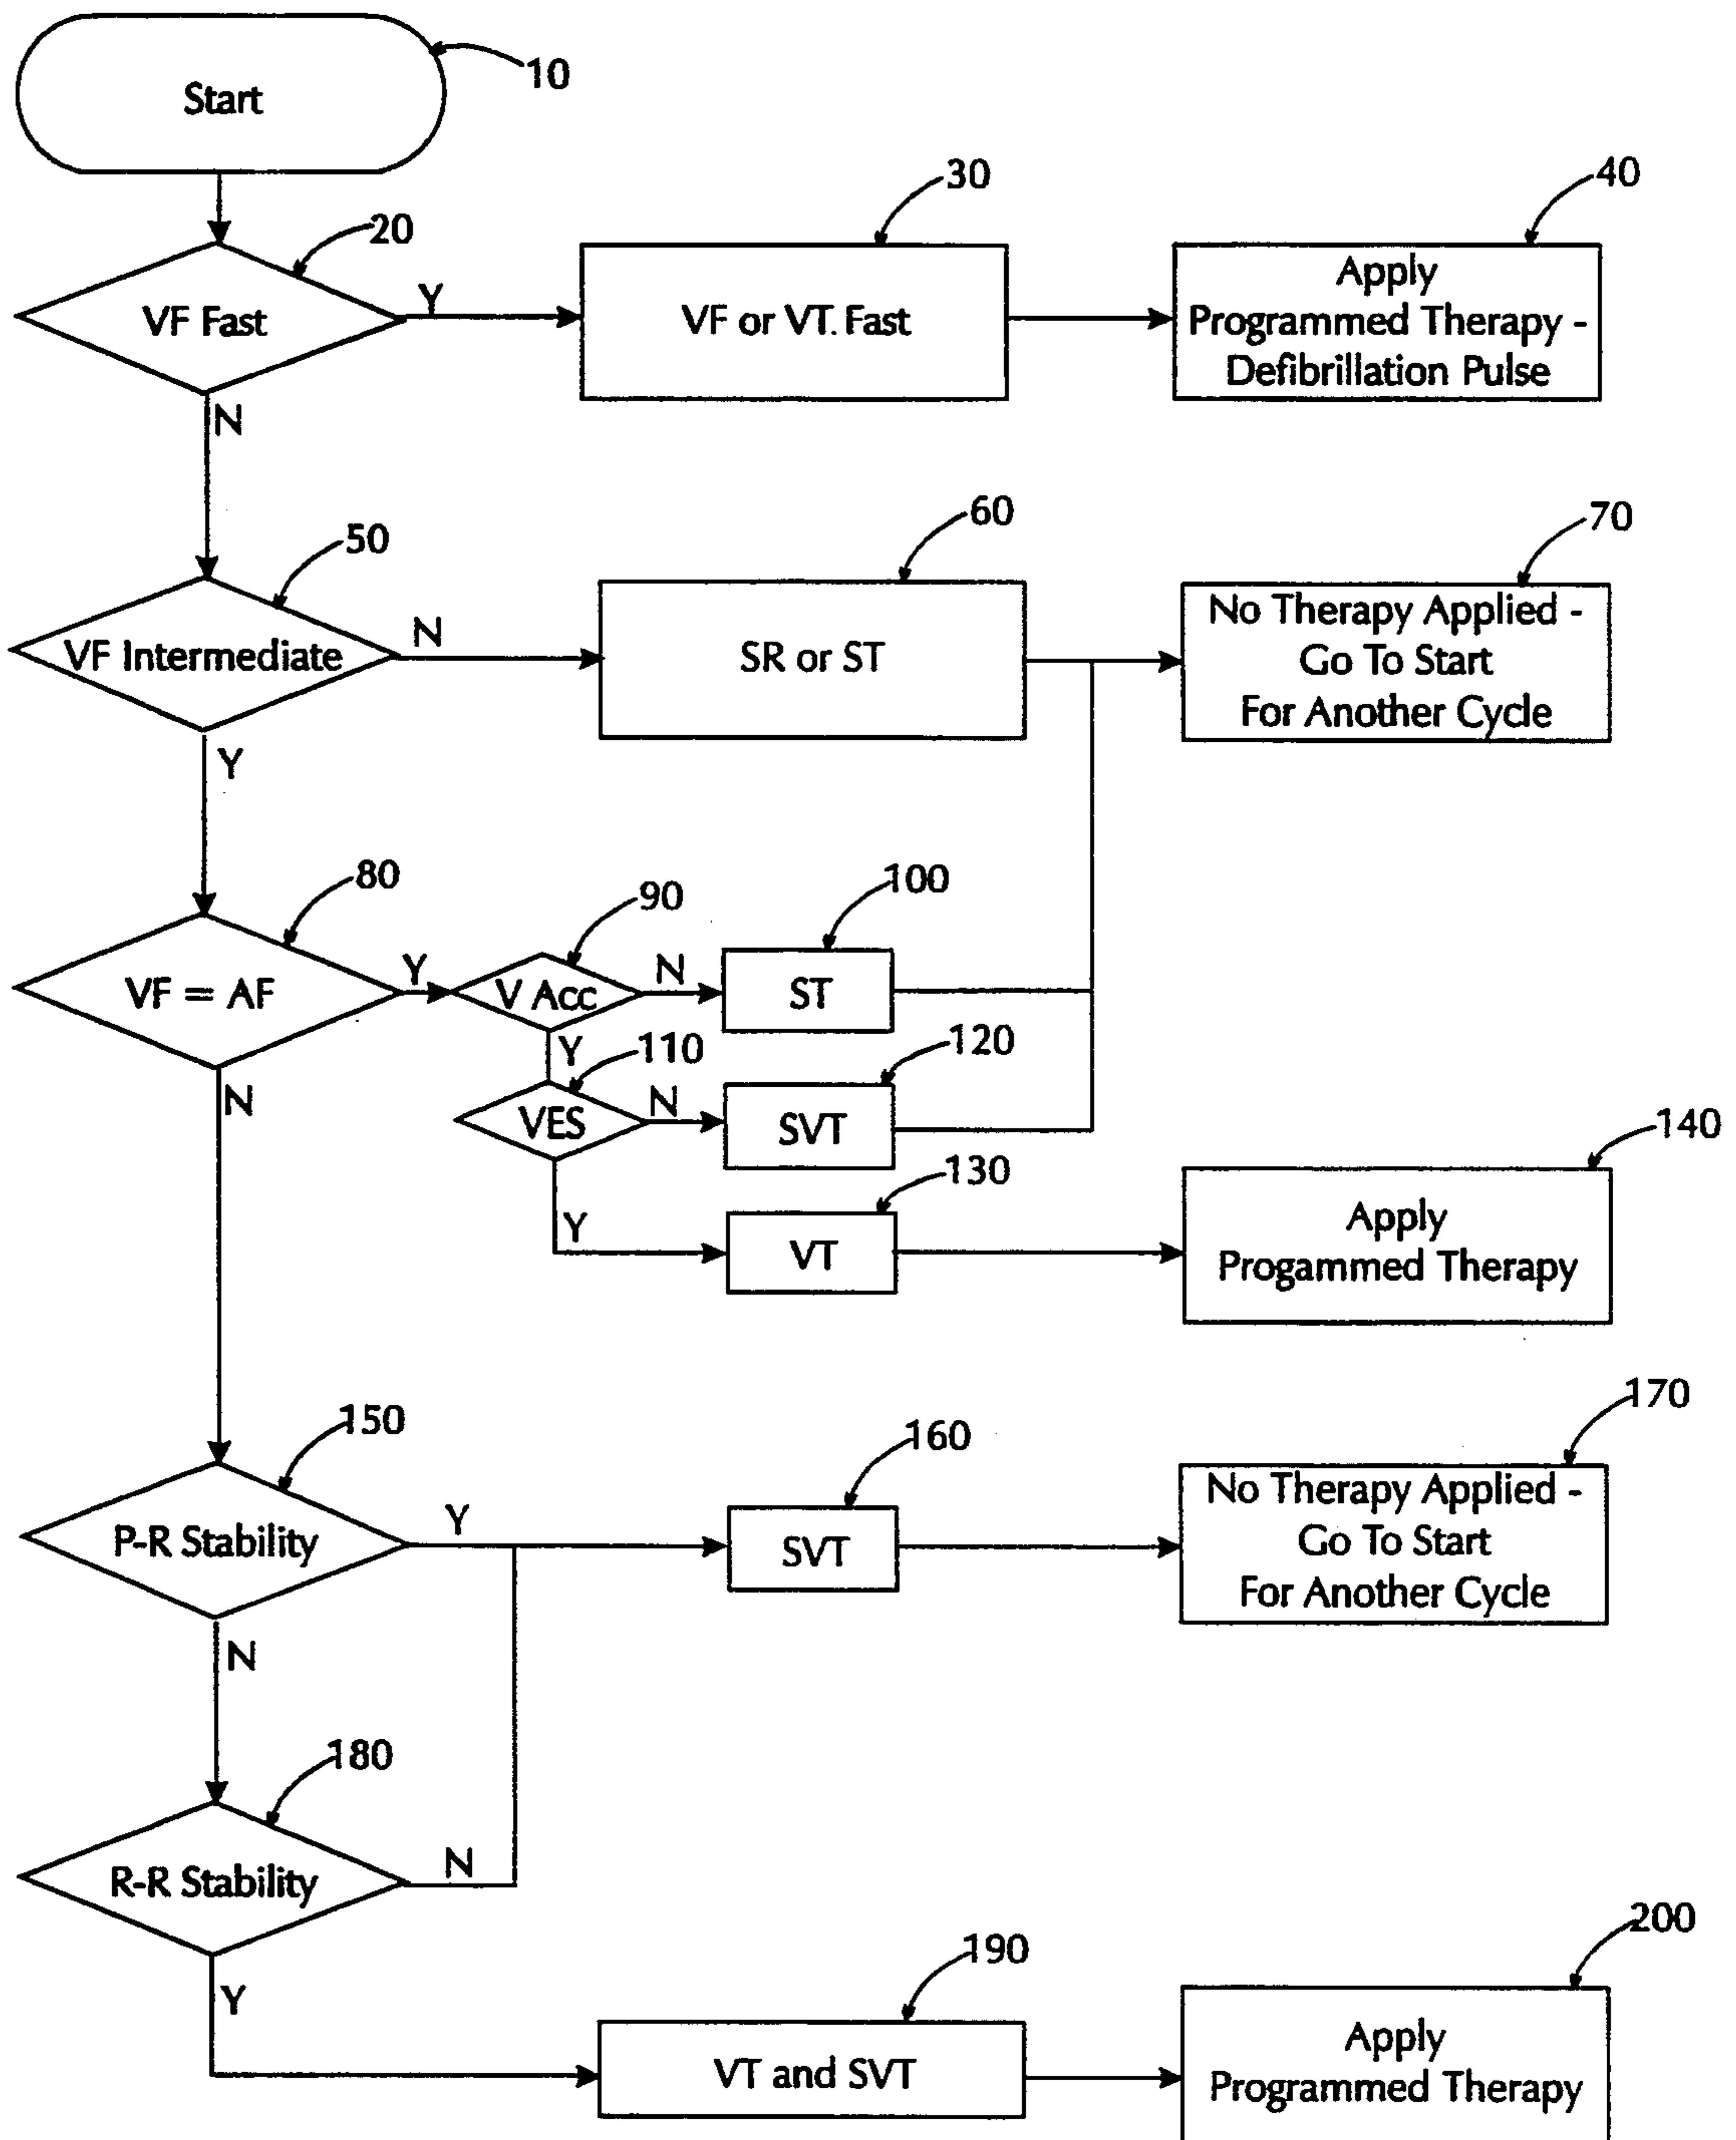 10
Start
30
40
20
VF Fast
Y
VF or VT. Fast
Apply
Programmed Therapy -
Defibrillation Pulse
N
60
70
50
VF Intermediate
N
SR or ST
No Therapy Applied -
Go To Start
For Another Cycle
Y
80
90
100
VF = AF
Y
V Acc
N
ST
Y
110
120
N
VES
N
SVT
130
140
Y
VT
Apply
Progammed Therapy
150
160
170
P-R Stability
Y
SVT
No Therapy Applied -
Go To Start
For Another Cycle
N
180
R-R Stability
N
190
200
Y
VT and SVT
Apply
Programmed Therapy